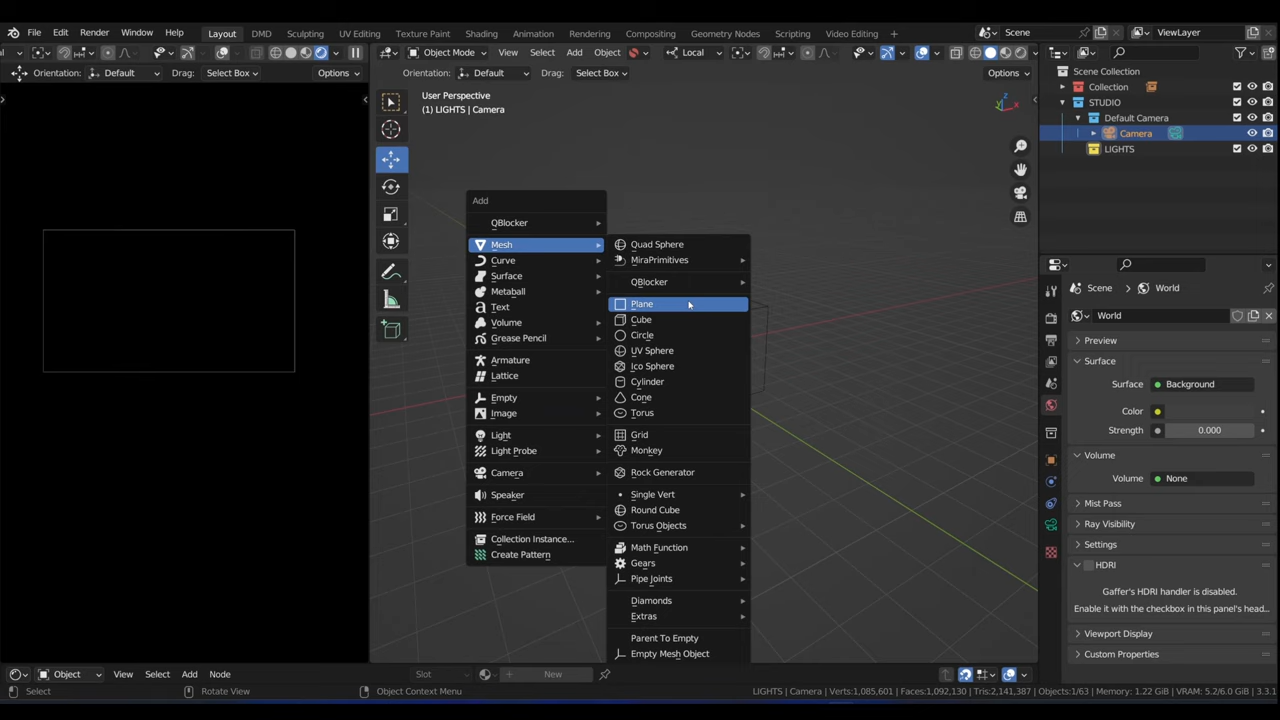 File Edit Render Window Help Layout DMD Sculpting UV Editing Texture Paint Shading Animation Rendering Compositing Geometry Nodes Scripting Video Editing + Scene ViewLayer
Object Mode View Select Add Object Local
Orientation: Default Drag: Select Box Options
Orientation: Default Drag: Select Box Options
User Perspective
(1) LIGHTS | Camera
Add
QBlocker
Mesh
Curve
Surface
Metaball
Text
Volume
Grease Pencil
Armature
Lattice
Empty
Image
Light
Light Probe
Camera
Speaker
Force Field
Collection Instance...
Create Pattern
Quad Sphere
MiraPrimitives
QBlocker
Plane
Cube
Circle
UV Sphere
Ico Sphere
Cylinder
Cone
Torus
Grid
Monkey
Rock Generator
Single Vert
Round Cube
Torus Objects
Math Function
Gears
Pipe Joints
Diamonds
Extras
Parent To Empty
Empty Mesh Object
Z
X
Scene Collection
Collection
STUDIO
Default Camera
Camera
LIGHTS
Scene > World
World
Preview
Surface
Surface Background
Color
Strength 0.000
Volume
Volume None
Mist Pass
Ray Visibility
Settings
HDRI
Gaffer's HDRI handler is disabled.
Enable it with the checkbox in this panel's head...
Viewport Display
Custom Properties
Object View Select Add Node Slot New
Select Rotate View Object Context Menu LIGHTS | Camera | Verts:1,085,601 | Faces:1,092,130 | Tris:2,141,387 | Objects:1/63 | Memory: 1.22 GiB | VRAM: 5.2/6.0 GiB | 3.3.1